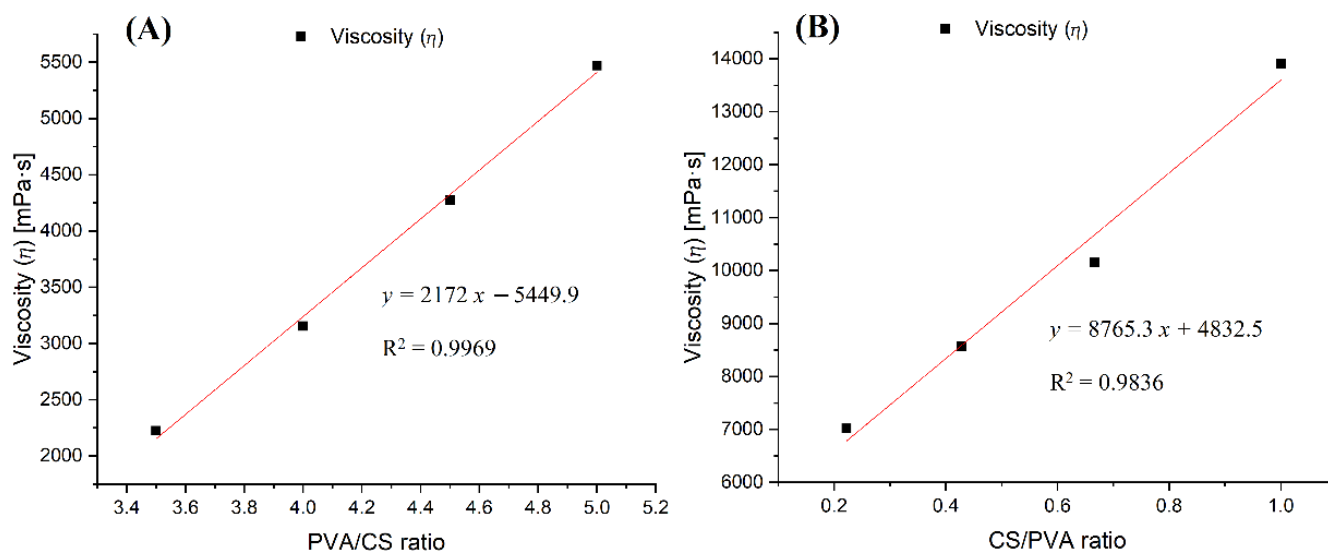 (A)
Viscosity (η)
5500
5000
4500
4000
3500
3000
2500
2000
Viscosity (η) [mPa·s]
y = 2172 x − 5449.9
R² = 0.9969
3.4 3.6 3.8 4.0 4.2 4.4 4.6 4.8 5.0 5.2
PVA/CS ratio
(B)
Viscosity (η)
14000
13000
12000
11000
10000
9000
8000
7000
6000
Viscosity (η) [mPa·s]
y = 8765.3 x + 4832.5
R² = 0.9836
0.2 0.4 0.6 0.8 1.0
CS/PVA ratio